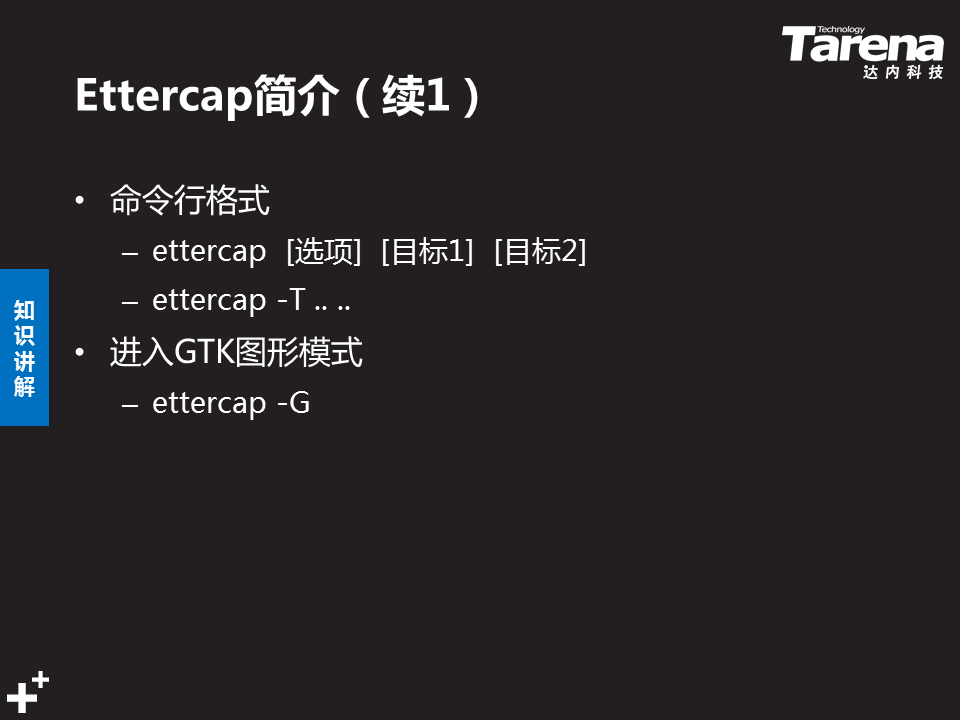 Technology
Tarena
达内科技
Ettercap简介（续1）
• 命令行格式
– ettercap [选项] [目标1] [目标2]
– ettercap -T .. ..
• 进入GTK图形模式
– ettercap -G
知识讲解